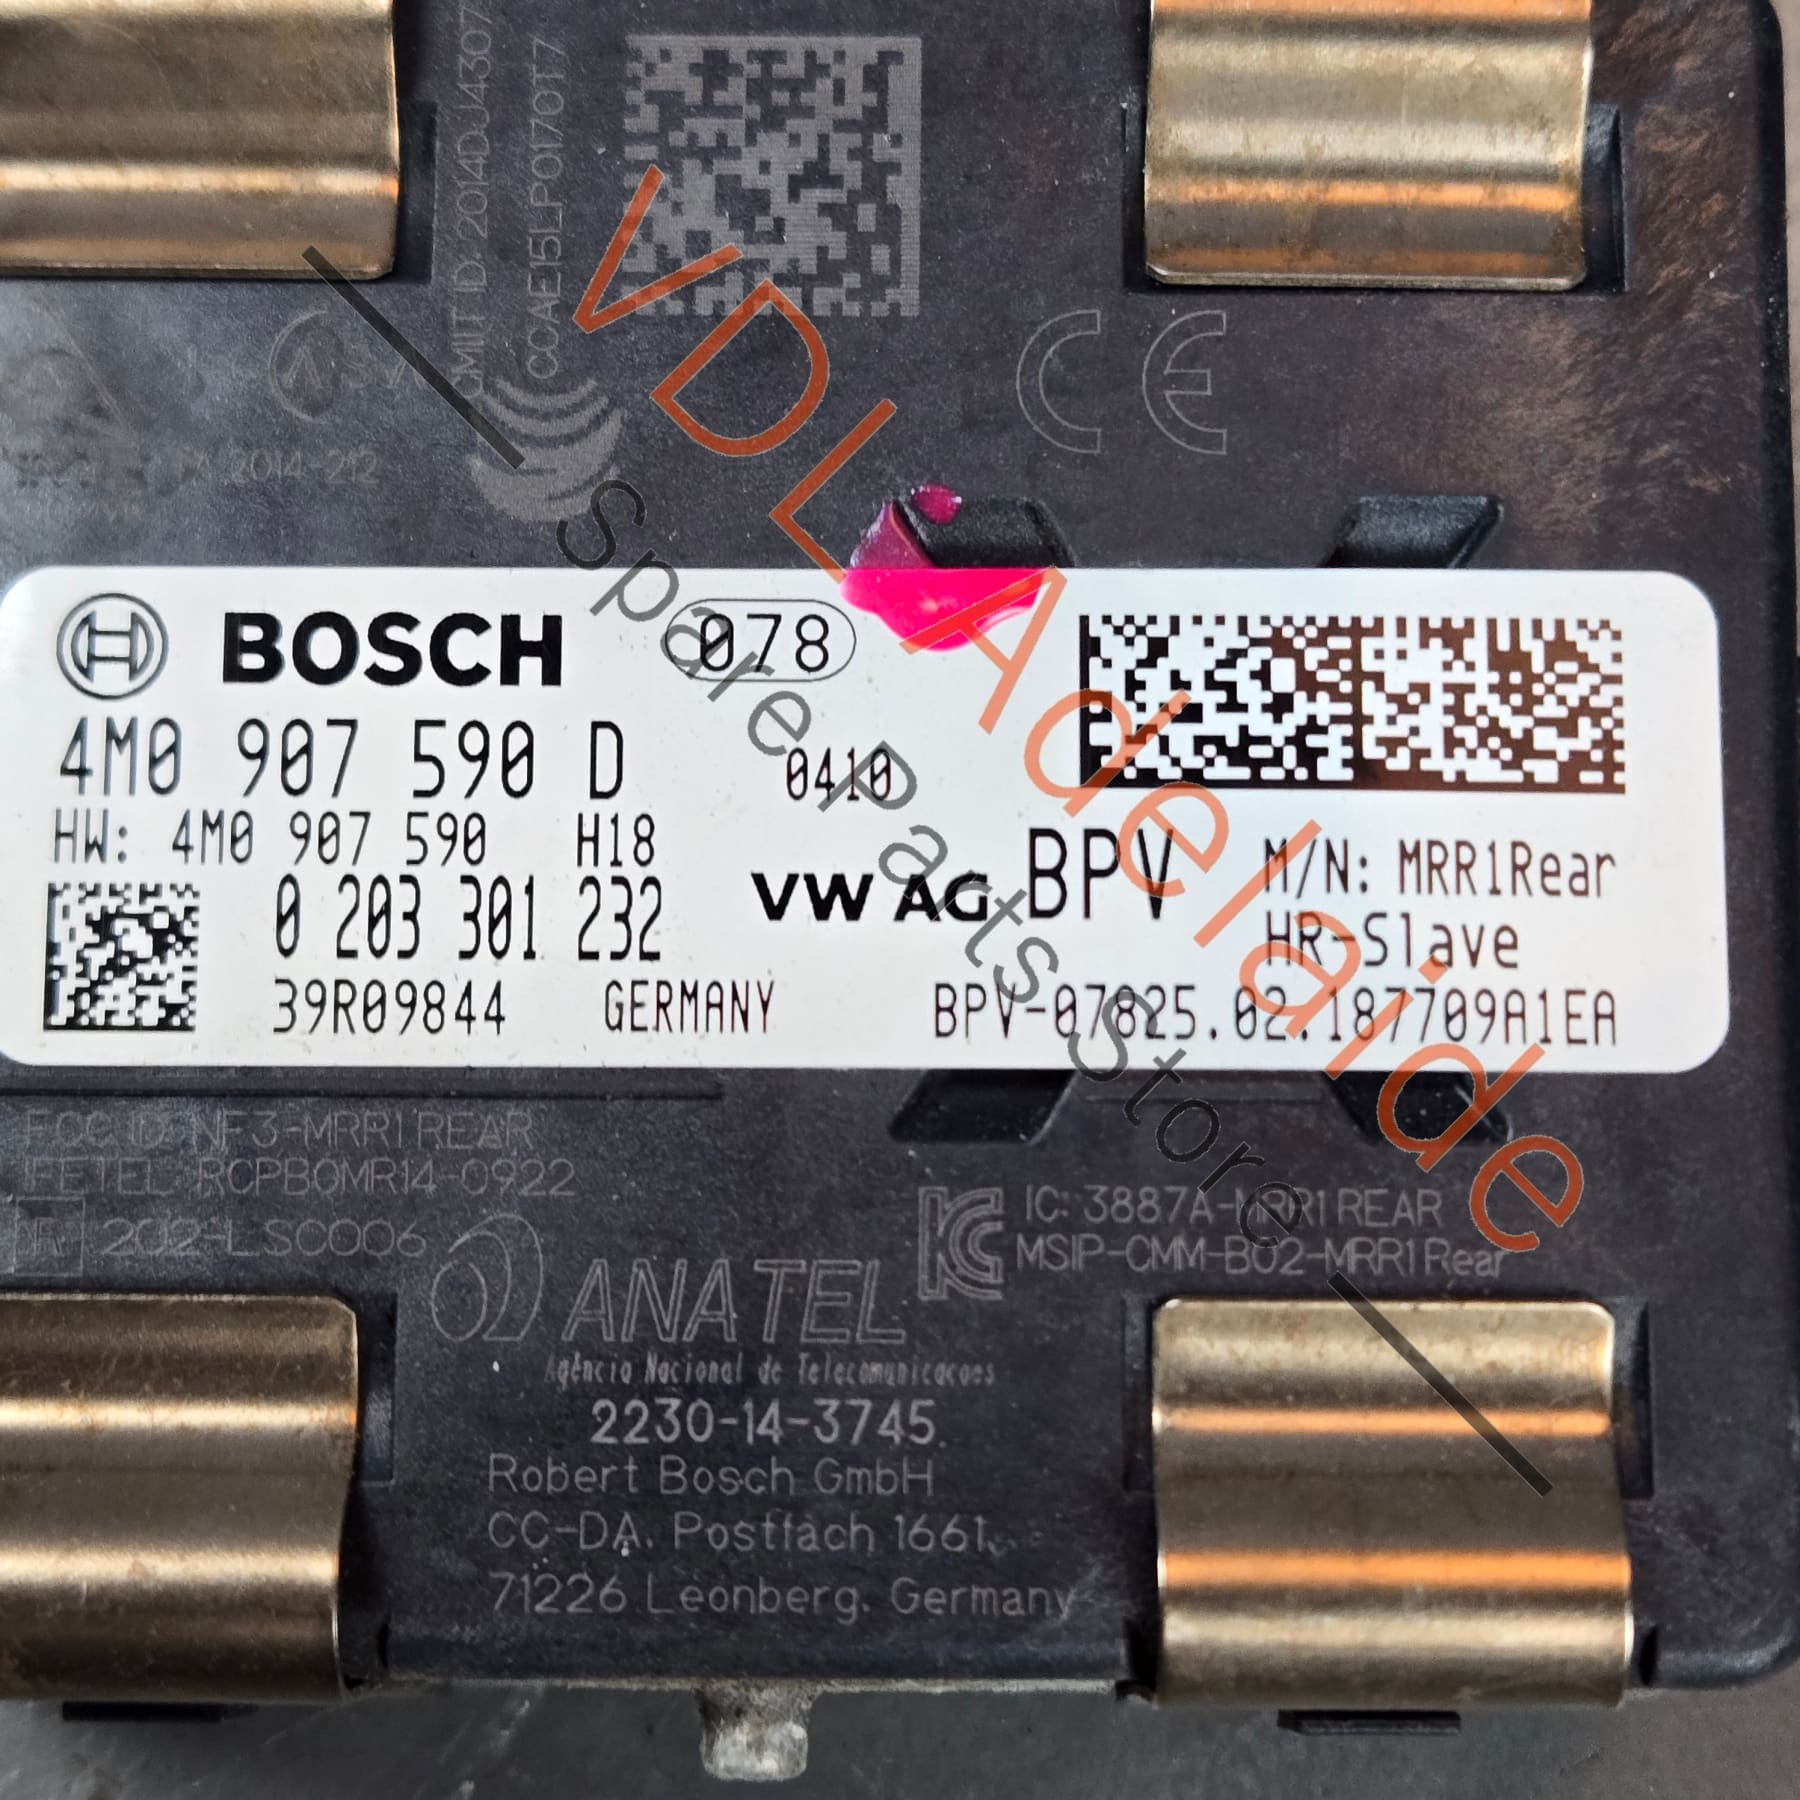 CMIIT ID: 2014DJ4307
CCAE15LP0170T7
CE
2014-212
BOSCH
078
4M0 907 590 D
0410
HW: 4M0 907 590 H18
0 203 301 232
39R09844
GERMANY
VW AG
BPV
M/N: MRR1Rear
HR-Slave
BPV-07825.02.187709A1EA
FCC ID: NF3-MRR1REAR
IFETEL RCPBOMR14-0922
R 202-LSC006
IC: 3887A-MRR1REAR
MSIP-CMM-B02-MRR1Rear
ANATEL
Agência Nacional de Telecomunicacoes
2230-14-3745
Robert Bosch GmbH
CC-DA, Postfach 1661,
71226 Leonberg, Germany
VDL Adelaide
Spare Parts Store